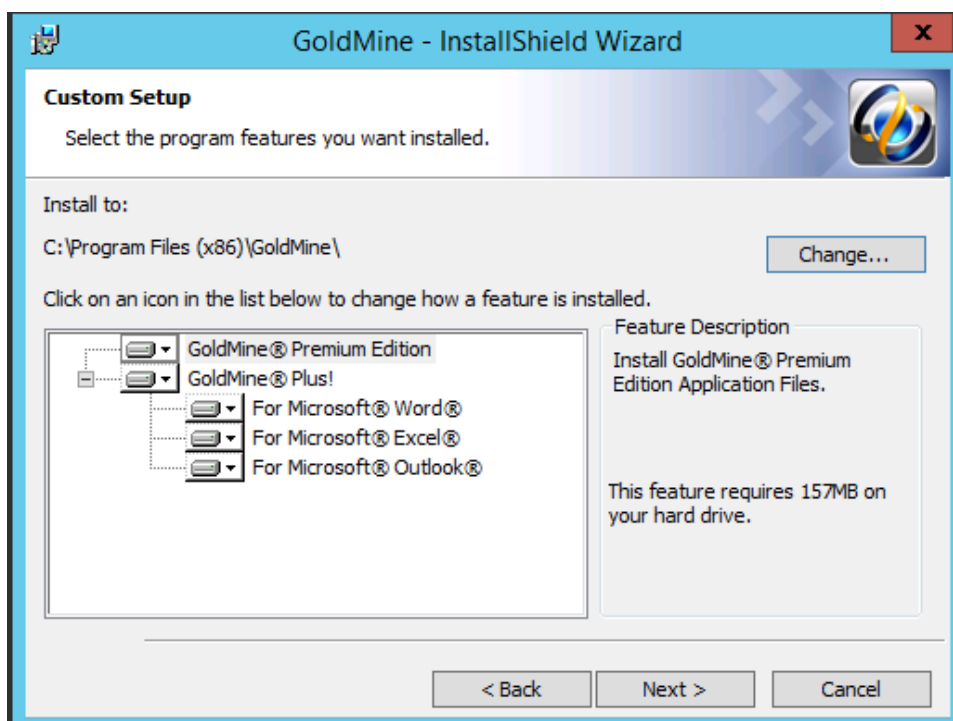 GoldMine - InstallShield Wizard
x
Custom Setup
Select the program features you want installed.
Install to:
C:\Program Files (x86)\GoldMine\
Change...
Click on an icon in the list below to change how a feature is installed.
GoldMine® Premium Edition
GoldMine® Plus!
For Microsoft® Word®
For Microsoft® Excel®
For Microsoft® Outlook®
Feature Description
Install GoldMine® Premium
Edition Application Files.
This feature requires 157MB on
your hard drive.
< Back
Next >
Cancel